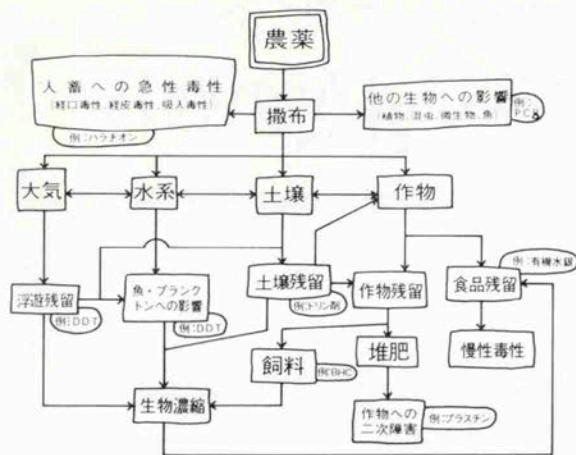 農薬
人畜への急性毒性
(経口毒性、経皮毒性、吸入毒性)
例:パラチオン
撒布
他の生物への影響
(植物、昆虫、微生物、魚)
例:
PCP
大気
水系
土壌
作物
浮遊残留
例:DDT
魚・プランク
トンへの影響
例:DDT
土壌残留
例:ドリン剤
作物残留
例:有機水銀
食品残留
慢性毒性
生物濃縮
飼料
例:BHC
堆肥
作物への
二次障害
例:プラスチン